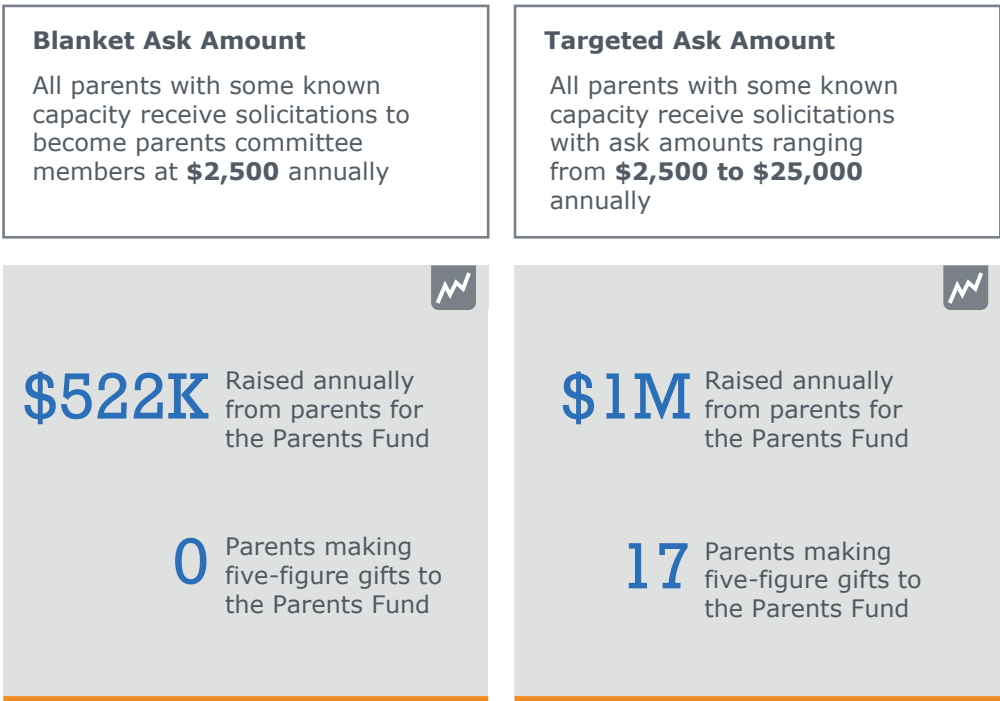 Blanket Ask Amount
All parents with some known
capacity receive solicitations to
become parents committee
members at $2,500 annually
Targeted Ask Amount
All parents with some known
capacity receive solicitations
with ask amounts ranging
from $2,500 to $25,000
annually
$522K
Raised annually
from parents for
the Parents Fund
0
Parents making
five-figure gifts to
the Parents Fund
$1M
Raised annually
from parents for
the Parents Fund
17
Parents making
five-figure gifts to
the Parents Fund